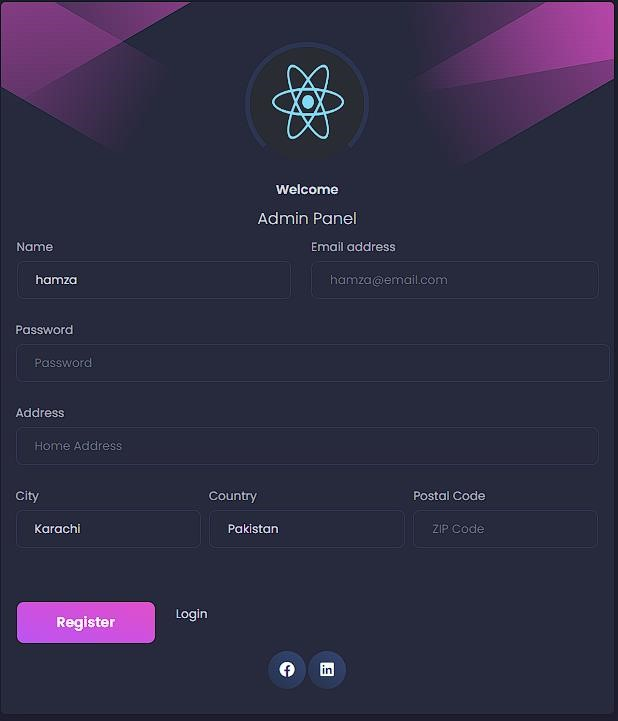 Welcome
Admin Panel
Name Email address
hamza hamza@email.com
Password
Password
Address
Home Address
City Country Postal Code
Karachi Pakistan ZIP Code
Register Login